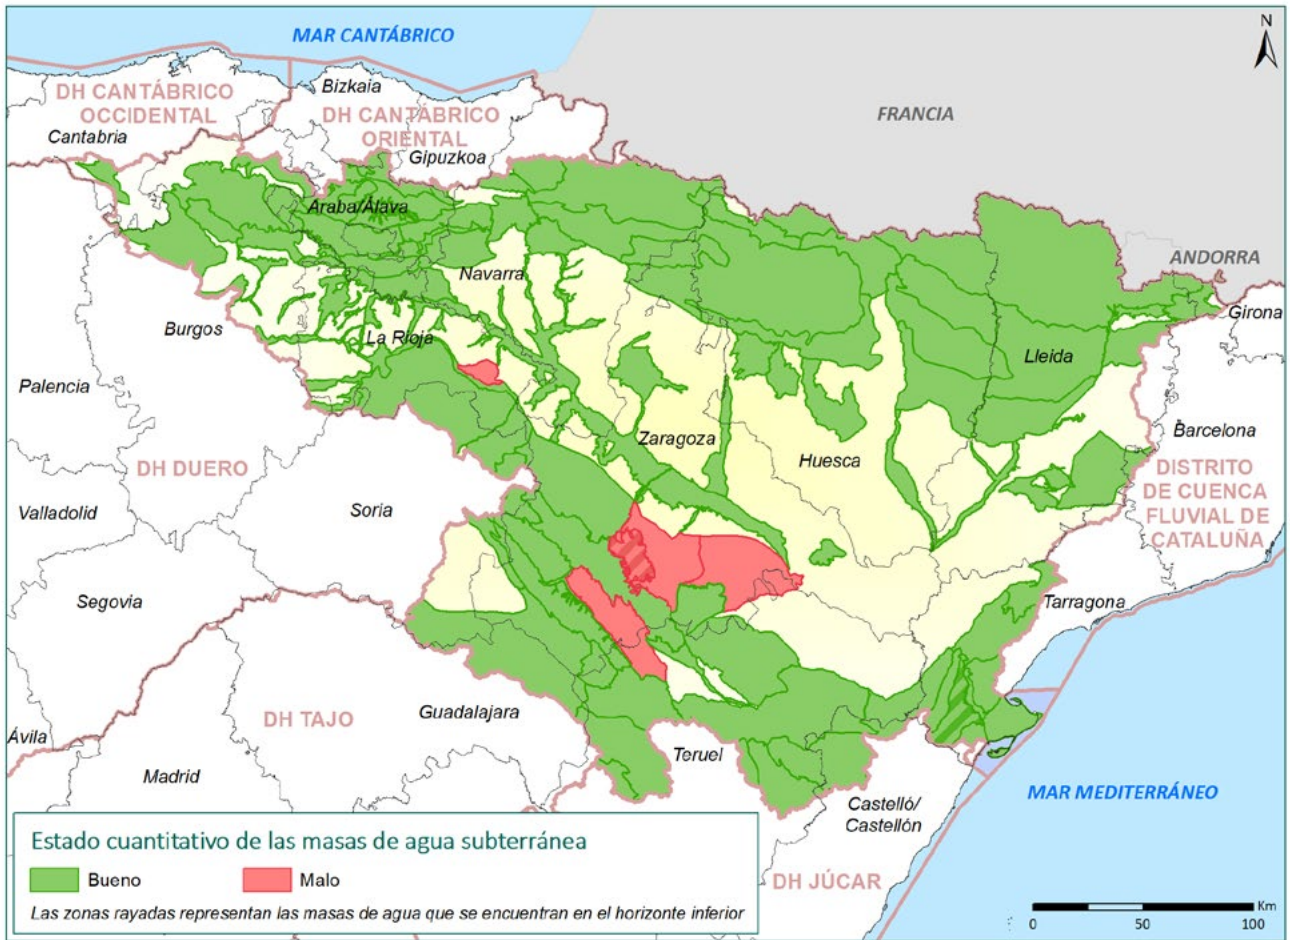 MAR CANTÁBRICO
N
DH CANTÁBRICO
OCCIDENTAL
Bizkaia
DH CANTÁBRICO
ORIENTAL
FRANCIA
Cantabria
Gipuzkoa
Araba/Álava
ANDORRA
Navarra
Girona
Burgos
La Rioja
Lleida
Palencia
Barcelona
Zaragoza
Huesca
DH DUERO
DISTRITO
DE CUENCA
FLUVIAL DE
CATALUÑA
Valladolid
Soria
Segovia
Tarragona
DH TAJO
Guadalajara
Ávila
Teruel
Madrid
MAR MEDITERRÁNEO
Castelló/
Castellón
DH JÚCAR
Estado cuantitativo de las masas de agua subterránea
Bueno
Malo
Las zonas rayadas representan las masas de agua que se encuentran en el horizonte inferior
Km
0 50 100